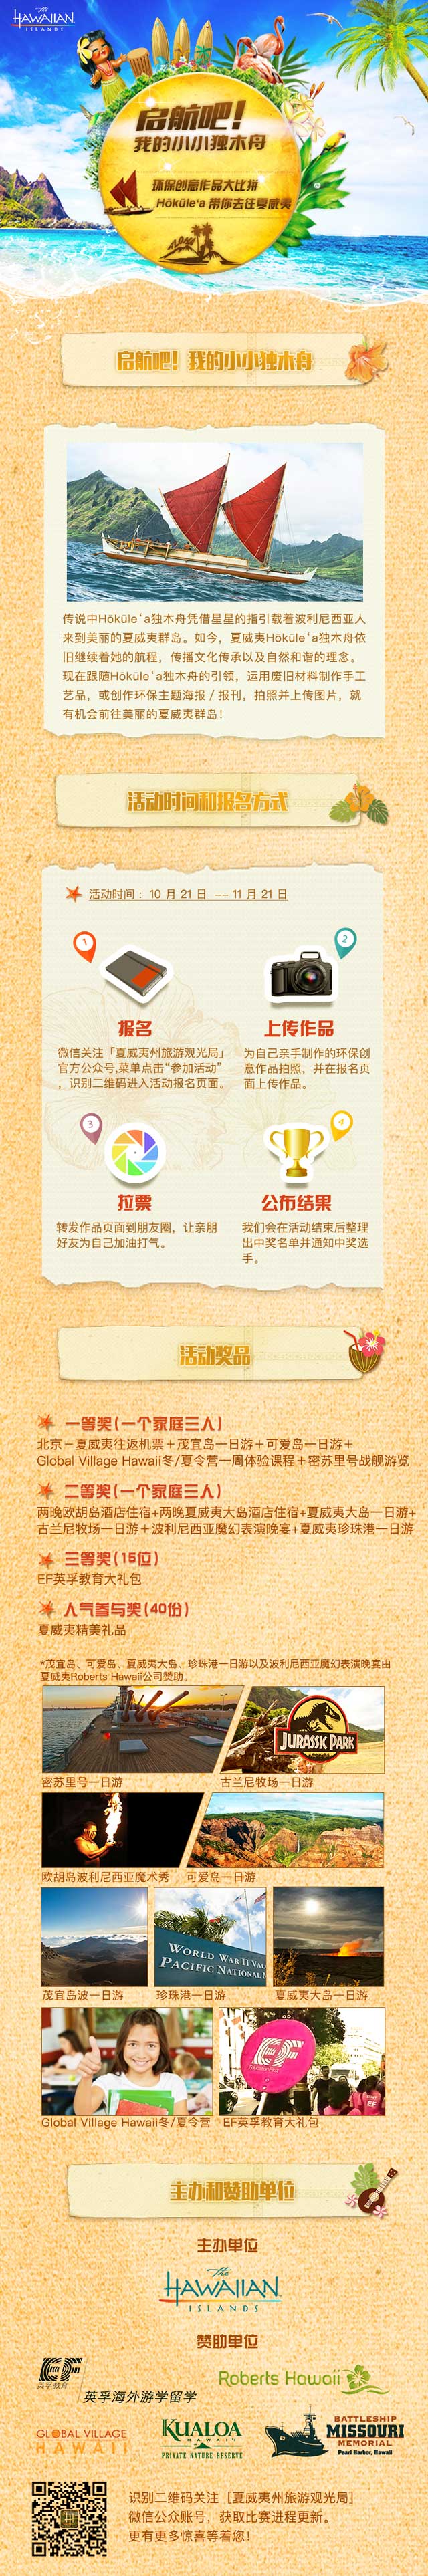 The
HAWAIIAN
ISLANDS
启航吧!
我的小小独木舟
环保创意作品大比拼
Hōkūle'a 带你去往夏威夷
启航吧! 我的小小独木舟
传说中Hōkūle‘a独木舟凭借星星的指引载着波利尼西亚人
来到美丽的夏威夷群岛。如今，夏威夷Hōkūle‘a独木舟依
旧继续着她的航程，传播文化传承以及自然和谐的理念。
现在跟随Hōkūle‘a独木舟的引领，运用废旧材料制作手工
艺品，或创作环保主题海报 / 报刊，拍照并上传图片，就
有机会前往美丽的夏威夷群岛！
活动时间和报名方式
活动时间 : 10 月 21 日 -- 11 月 21 日
1
2
报名
上传作品
微信关注「夏威夷州旅游观光局」
官方公众号,菜单点击“参加活动”
，识别二维码进入活动报名页面。
为自己亲手制作的环保创
意作品拍照，并在报名页
面上传作品。
3
4
拉票
公布结果
转发作品页面到朋友圈，让亲朋
好友为自己加油打气。
我们会在活动结束后整理
出中奖名单并通知中奖选
手。
活动奖品
一等奖(一个家庭三人)
北京－夏威夷往返机票＋茂宜岛一日游＋可爱岛一日游＋
Global Village Hawaii冬/夏令营一周体验课程＋密苏里号战舰游览
二等奖(一个家庭三人)
两晚欧胡岛酒店住宿+两晚夏威夷大岛酒店住宿+夏威夷大岛一日游+
古兰尼牧场一日游＋波利尼西亚魔幻表演晚宴+夏威夷珍珠港一日游
三等奖(15位)
EF英孚教育大礼包
人气参与奖(40份)
夏威夷精美礼品
*茂宜岛、可爱岛、夏威夷大岛、珍珠港一日游以及波利尼西亚魔幻表演晚宴由
夏威夷Roberts Hawaii公司赞助。
JURASSIC PARK
密苏里号一日游
古兰尼牧场一日游
欧胡岛波利尼西亚魔术秀
可爱岛一日游
WORLD WAR II VAL
PACIFIC NATIONAL M
茂宜岛波一日游
珍珠港一日游
夏威夷大岛一日游
EF
EF
Global Village Hawaii冬/夏令营
EF英孚教育大礼包
主办和赞助单位
主办单位
The
HAWAIIAN
ISLANDS
赞助单位
EF
英孚教育
英孚海外游学留学
Roberts Hawaii
GLOBAL VILLAGE
HAWAII
KUALOA
HAWAI'I
PRIVATE NATURE RESERVE
BATTLESHIP
MISSOURI
MEMORIAL
Pearl Harbor, Hawaii
识别二维码关注［夏威夷州旅游观光局］
微信公众账号，获取比赛进程更新。
更有更多惊喜等着您！